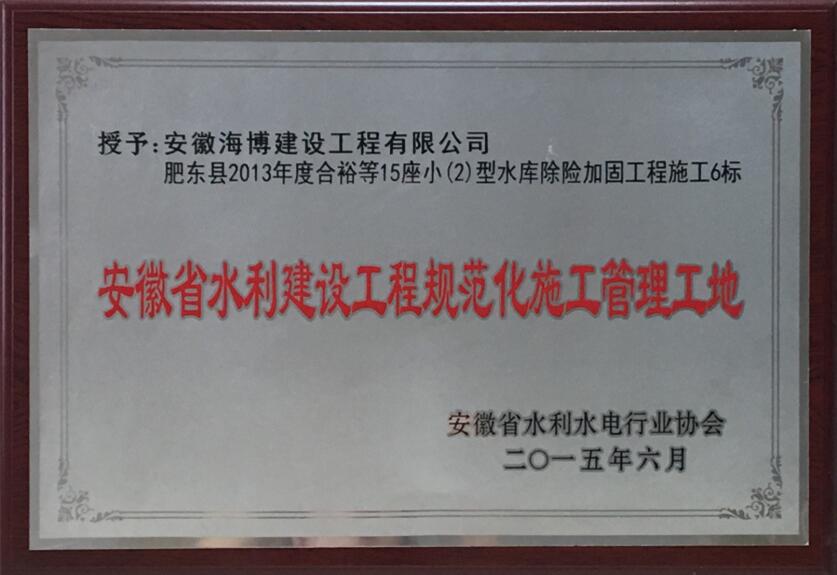 授予：安徽海博建设工程有限公司
肥东县2013年度合裕等15座小(2)型水库除险加固工程施工6标
安徽省水利建设工程规范化施工管理工地
安徽省水利水电行业协会
二〇一五年六月